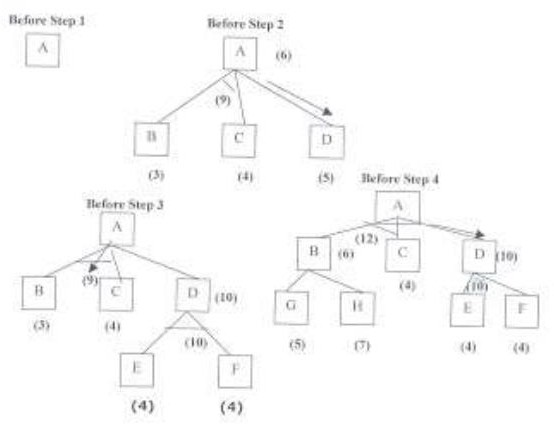 Before Step 1
A
Before Step 2
A (6)
(9)
B C D
(3) (4) (5)
Before Step 3
A
(9)
B C D (10)
(3) (4) (10)
E F
(4) (4)
Before Step 4
A
(12)
B (6) C D (10)
(4) (10)
G H E F
(5) (7) (4) (4)